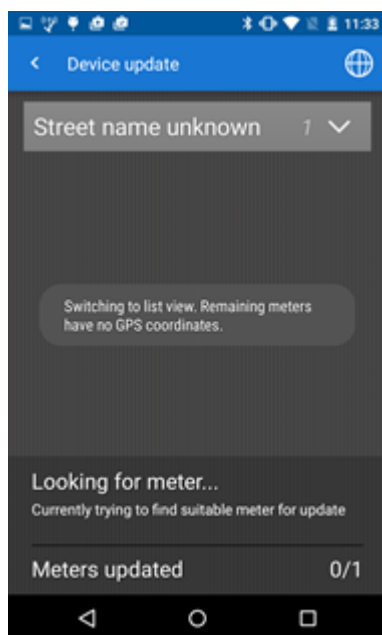 11:33
Device update
Street name unknown 1
Switching to list view. Remaining meters
have no GPS coordinates.
Looking for meter...
Currently trying to find suitable meter for update
Meters updated 0/1